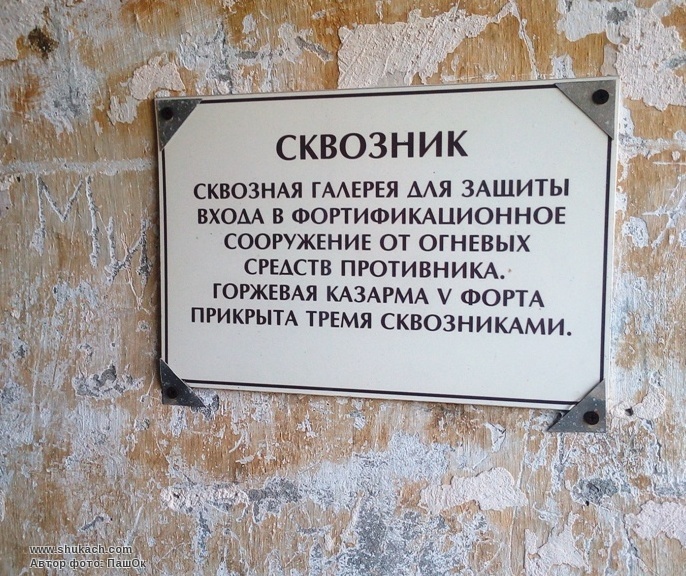 СКВОЗНИК
СКВОЗНАЯ ГАЛЕРЕЯ ДЛЯ ЗАЩИТЫ
ВХОДА В ФОРТИФИКАЦИОННОЕ
СООРУЖЕНИЕ ОТ ОГНЕВЫХ
СРЕДСТВ ПРОТИВНИКА.
ГОРЖЕВАЯ КАЗАРМА V ФОРТА
ПРИКРЫТА ТРЕМЯ СКВОЗНИКАМИ.
www.shukach.com
Автор фото: ПашОк